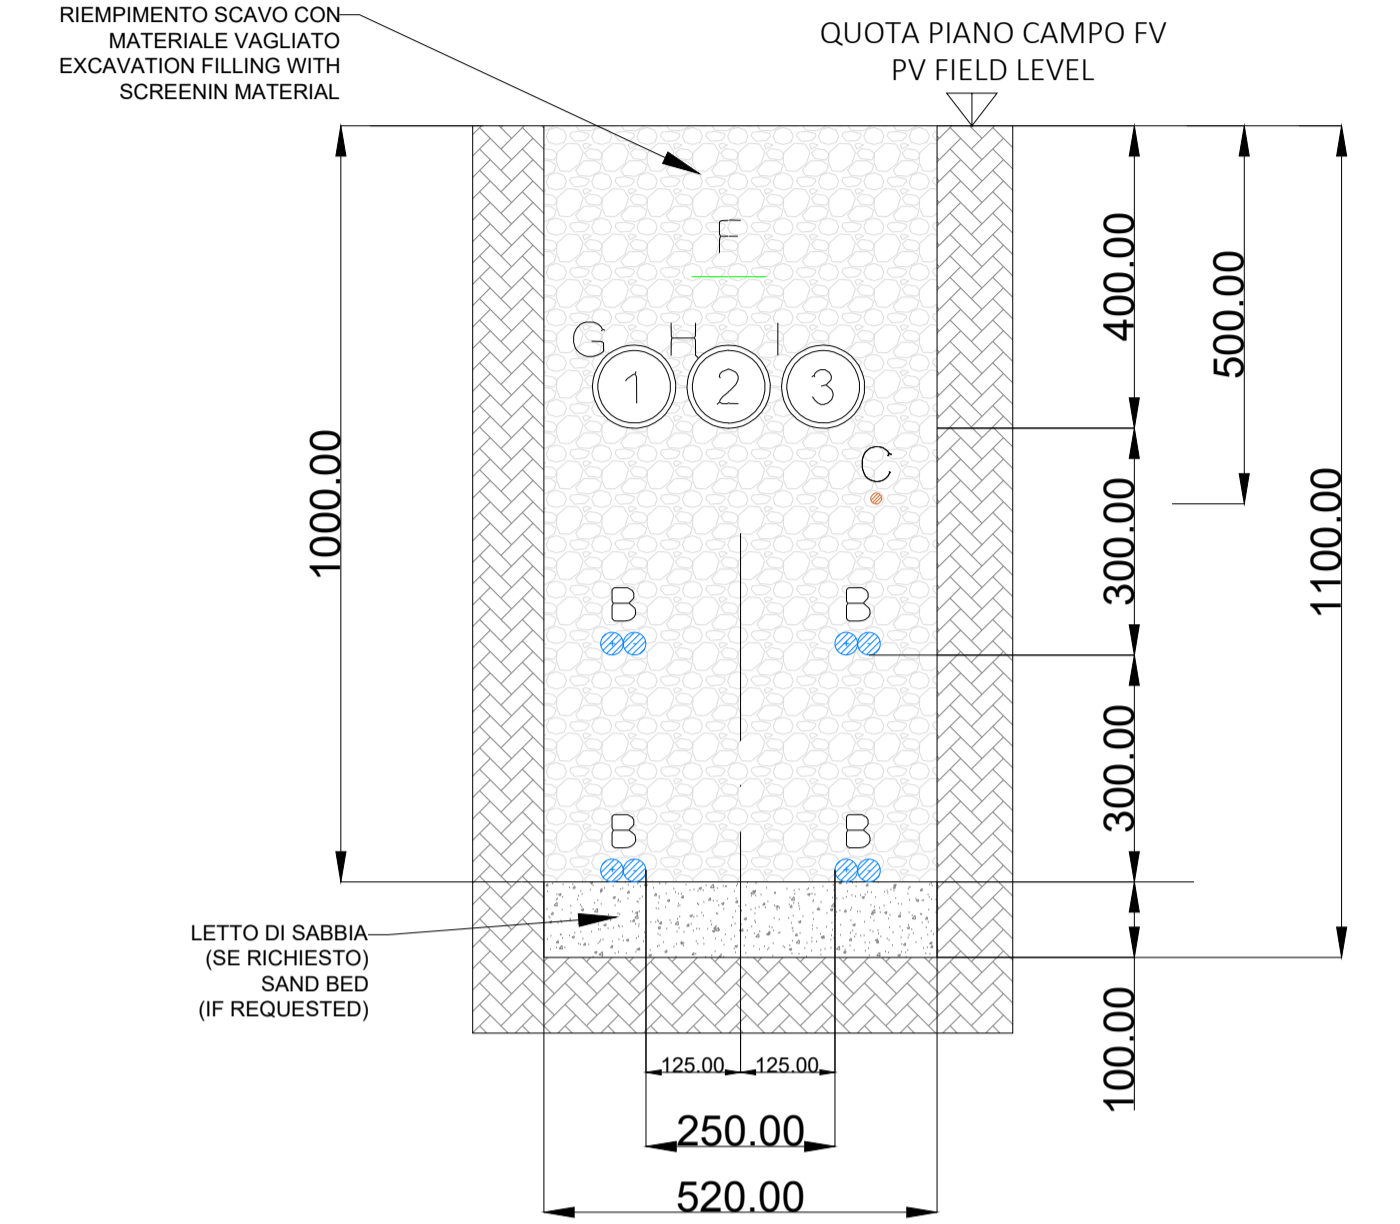 RIEMPIMENTO SCAVO CON
MATERIALE VAGLIATO
EXCAVATION FILLING WITH
SCREENIN MATERIAL
QUOTA PIANO CAMPO FV
PV FIELD LEVEL
F
G H I
1 2 3
C
B B
B B
1000.00
400.00
500.00
300.00
1100.00
300.00
100.00
LETTO DI SABBIA
(SE RICHIESTO)
SAND BED
(IF REQUESTED)
125.00 125.00
250.00
520.00